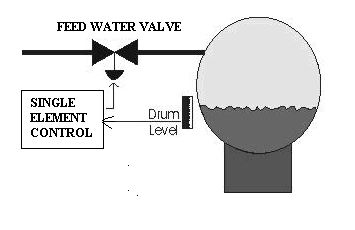 FEED WATER VALVE
SINGLE
ELEMENT
CONTROL
Drum
Level